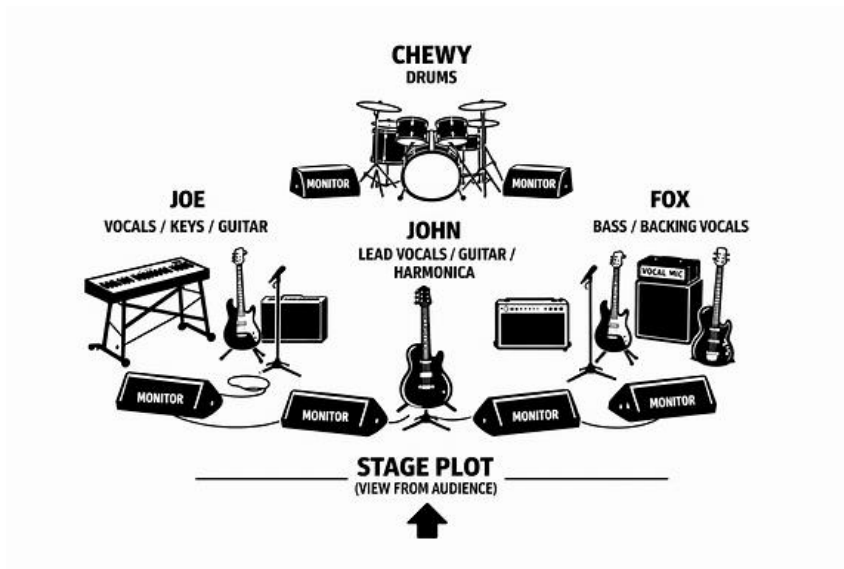 CHEWY
DRUMS
MONITOR
MONITOR
JOE
VOCALS / KEYS / GUITAR
JOHN
LEAD VOCALS / GUITAR /
HARMONICA
FOX
BASS / BACKING VOCALS
VOCAL MIC
MONITOR
MONITOR
MONITOR
MONITOR
STAGE PLOT
(VIEW FROM AUDIENCE)